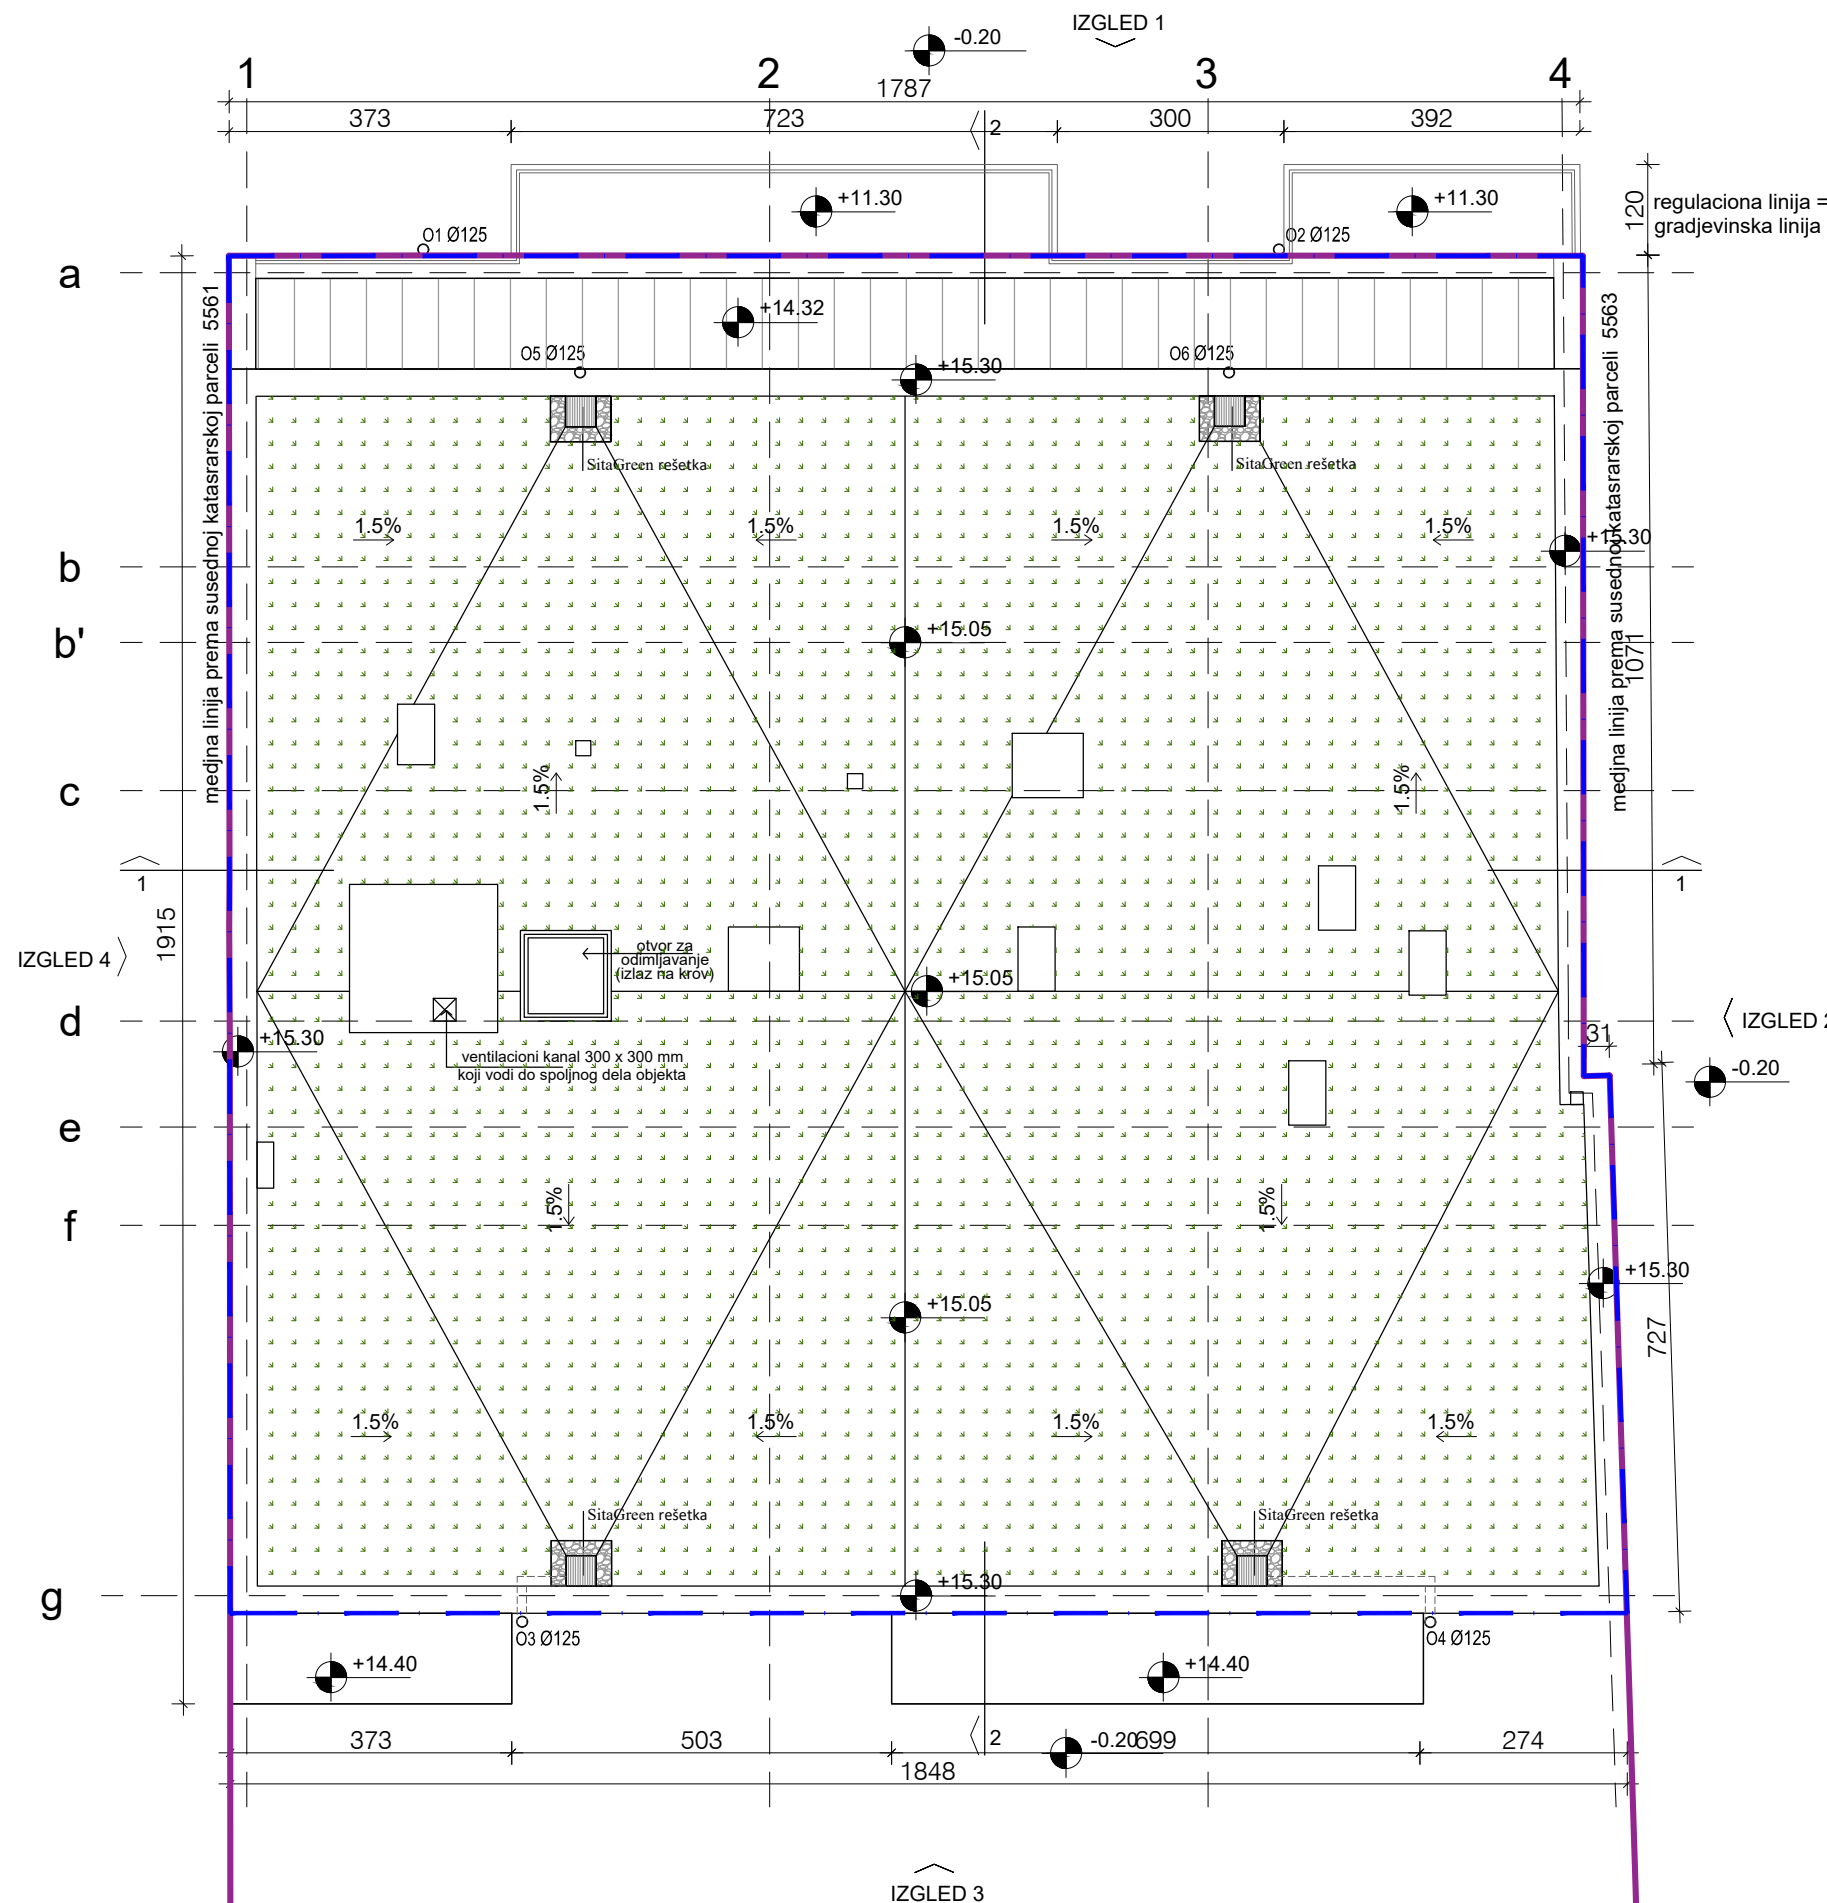 IZGLED 1
-0.20
1 2 3 4
1787
373 723 300 392
2
120
regulaciona linija =
gradjevinska linija
+11.30 +11.30
O1 Ø125 O2 Ø125
a
+14.32
O5 Ø125 O6 Ø125
+15.30
medjna linija prema susednoj katasrarskoj parceli 5561
medjna linija prema susednoj katasrarskoj parceli 5563
SitaGreen rešetka SitaGreen rešetka
1.5% 1.5% 1.5% 1.5%
+15.30
b
b'
+15.05
1071
c
1.5% 1.5%
1 1
1915
IZGLED 4
otvor za
odimljavanje
(izlaz na krov)
+15.05
d
IZGLED 2
31
+15.30
ventilacioni kanal 300 x 300 mm
koji vodi do spoljnog dela objekta
-0.20
e
1.5% 1.5%
f
+15.30
+15.05
727
1.5% 1.5% 1.5% 1.5%
SitaGreen rešetka SitaGreen rešetka
+15.30
g
O3 Ø125 O4 Ø125
+14.40 +14.40
2
-0.20
373 503 699 274
1848
IZGLED 3